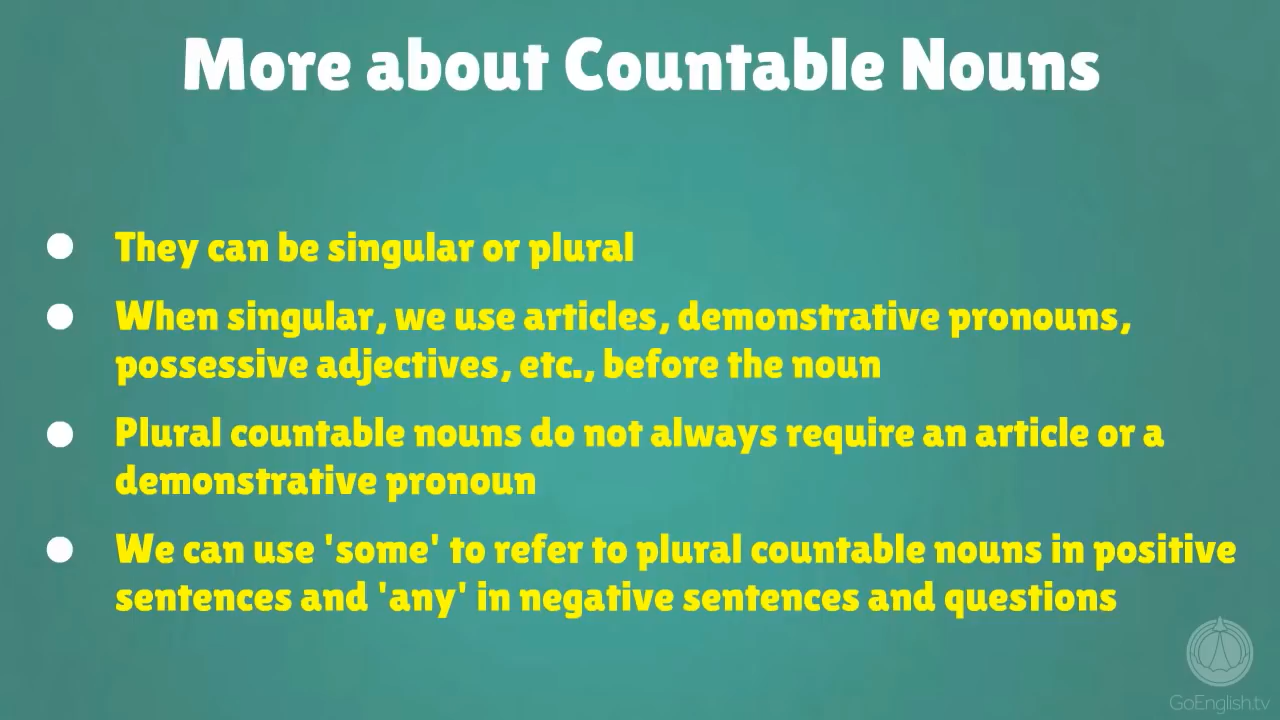 More about Countable Nouns
They can be singular or plural
When singular, we use articles, demonstrative pronouns,
possessive adjectives, etc., before the noun
Plural countable nouns do not always require an article or a
demonstrative pronoun
We can use 'some' to refer to plural countable nouns in positive
sentences and 'any' in negative sentences and questions
GoEnglish.tv